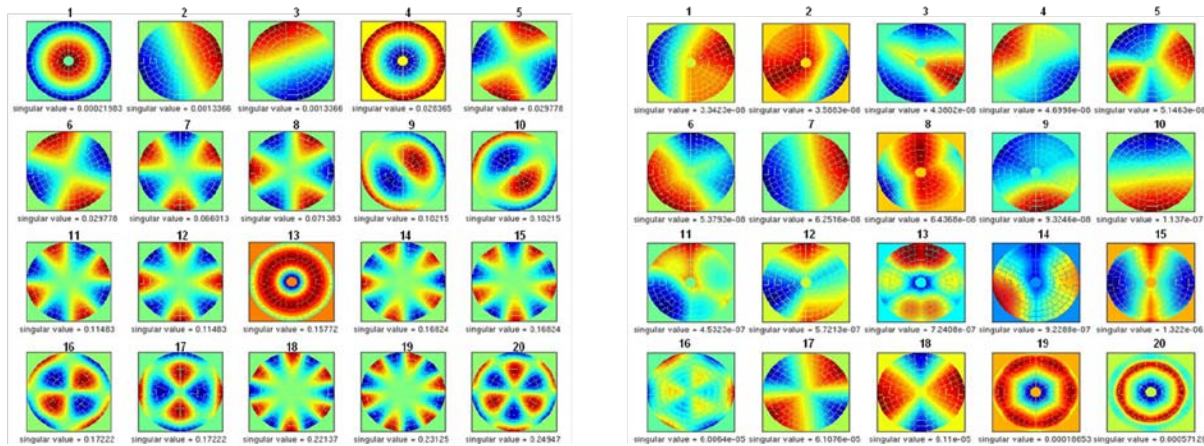 1 2 3 4 5
singular value = 0.00021583 singular value = 0.0013366 singular value = 0.0013366 singular value = 0.028365 singular value = 0.029778
6 7 8 9 10
singular value = 0.029778 singular value = 0.066013 singular value = 0.071383 singular value = 0.10215 singular value = 0.10215
11 12 13 14 15
singular value = 0.11483 singular value = 0.11483 singular value = 0.15772 singular value = 0.16824 singular value = 0.16824
16 17 18 19 20
singular value = 0.17222 singular value = 0.17222 singular value = 0.22137 singular value = 0.23125 singular value = 0.24947
1 2 3 4 5
singular value = 3.3423e-08 singular value = 3.5883e-08 singular value = 4.3802e-08 singular value = 4.6998e-08 singular value = 5.1463e-08
6 7 8 9 10
singular value = 5.3793e-08 singular value = 6.2516e-08 singular value = 6.4368e-08 singular value = 9.3246e-08 singular value = 1.137e-07
11 12 13 14 15
singular value = 4.5323e-07 singular value = 5.7213e-07 singular value = 7.2408e-07 singular value = 9.2288e-07 singular value = 1.322e-06
16 17 18 19 20
singular value = 6.0064e-05 singular value = 6.1076e-05 singular value = 6.11e-05 singular value = 0.00010653 singular value =